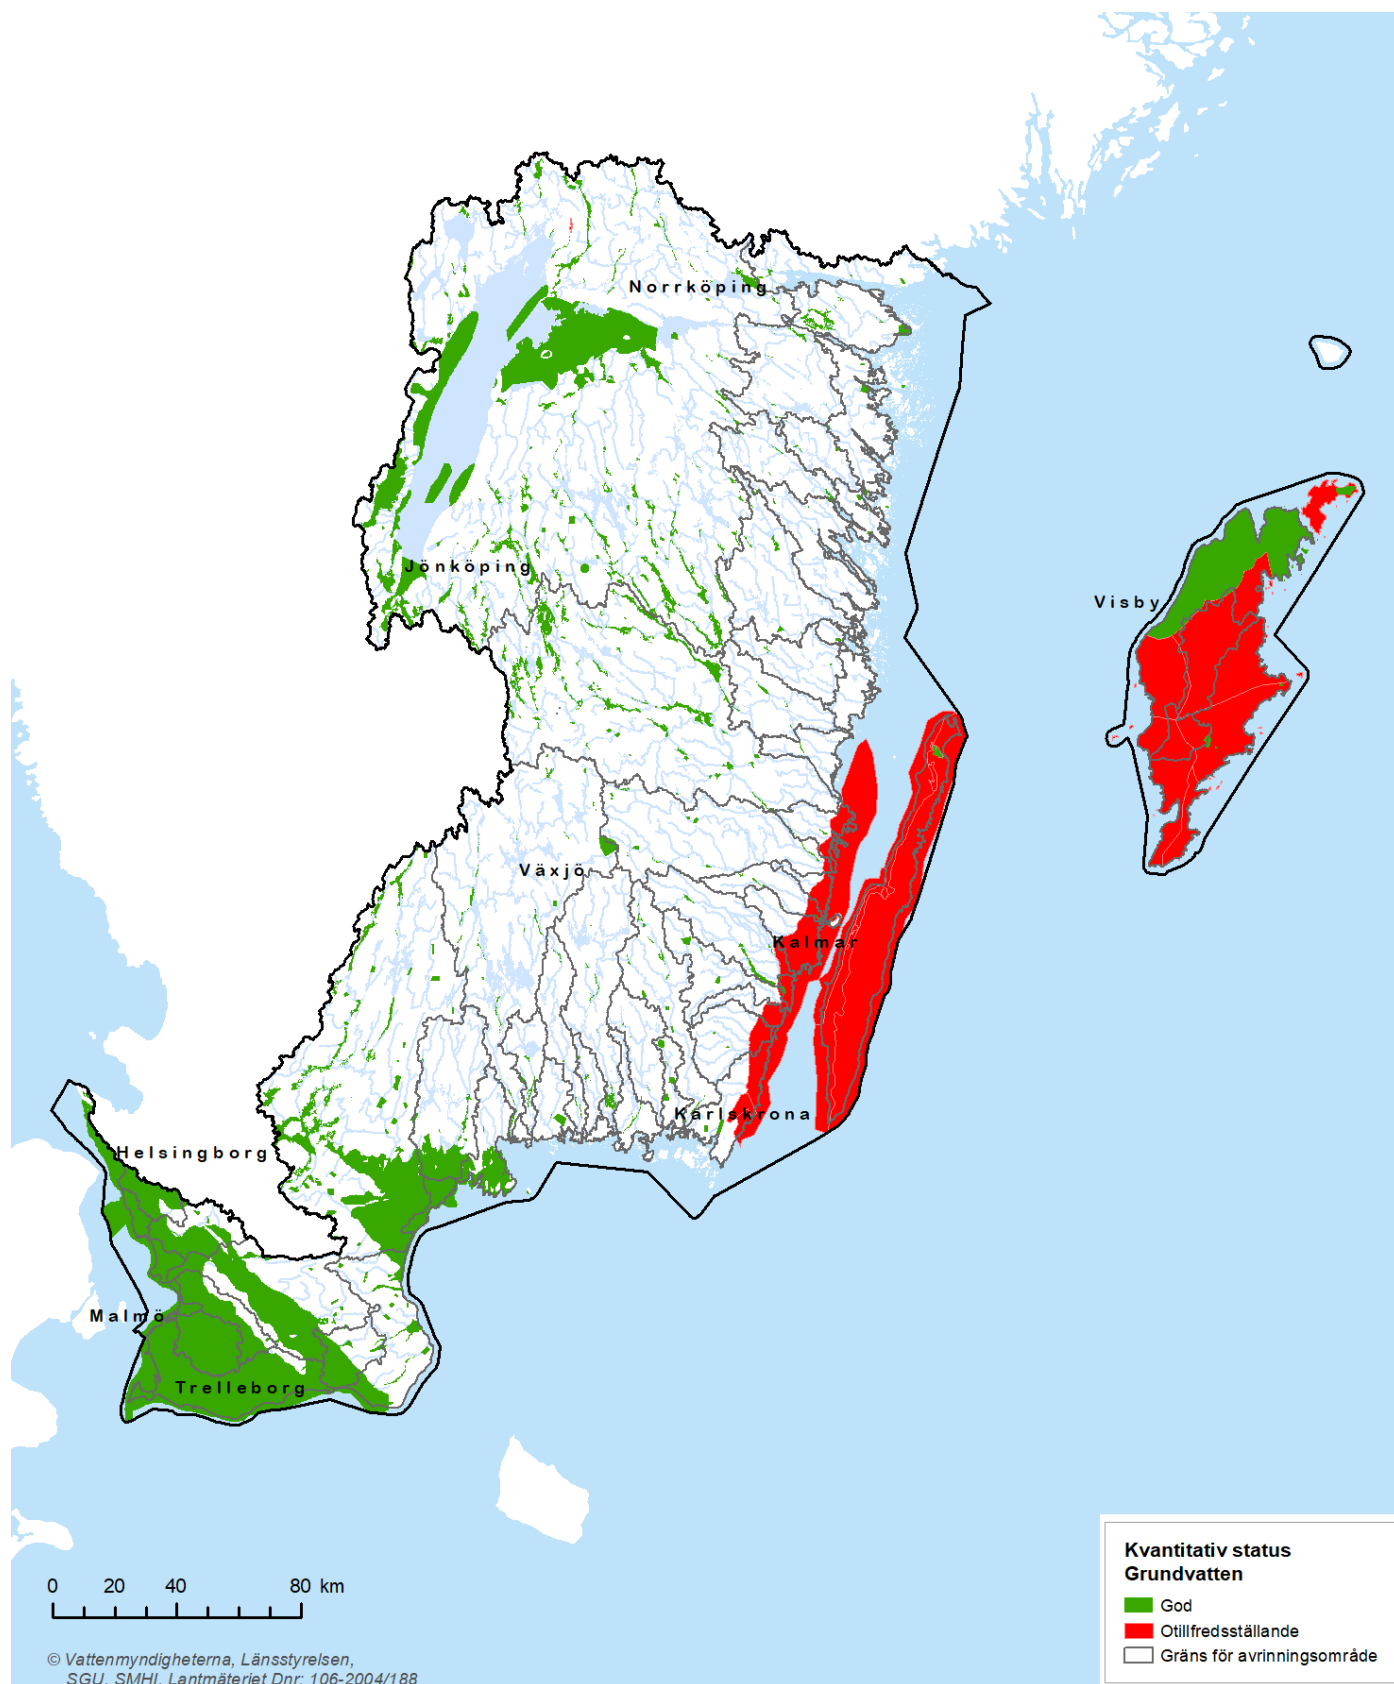 Norrköping
Jönköping
Visby
Växjö
Kalmar
Karlskrona
Helsingborg
Malmö
Trelleborg
0 20 40 80 km
© Vattenmyndigheterna, Länsstyrelsen,
SGU, SMHI, Lantmäteriet Dnr: 106-2004/188
Kvantitativ status
Grundvatten
God
Otillfredsställande
Gräns för avrinningsområde